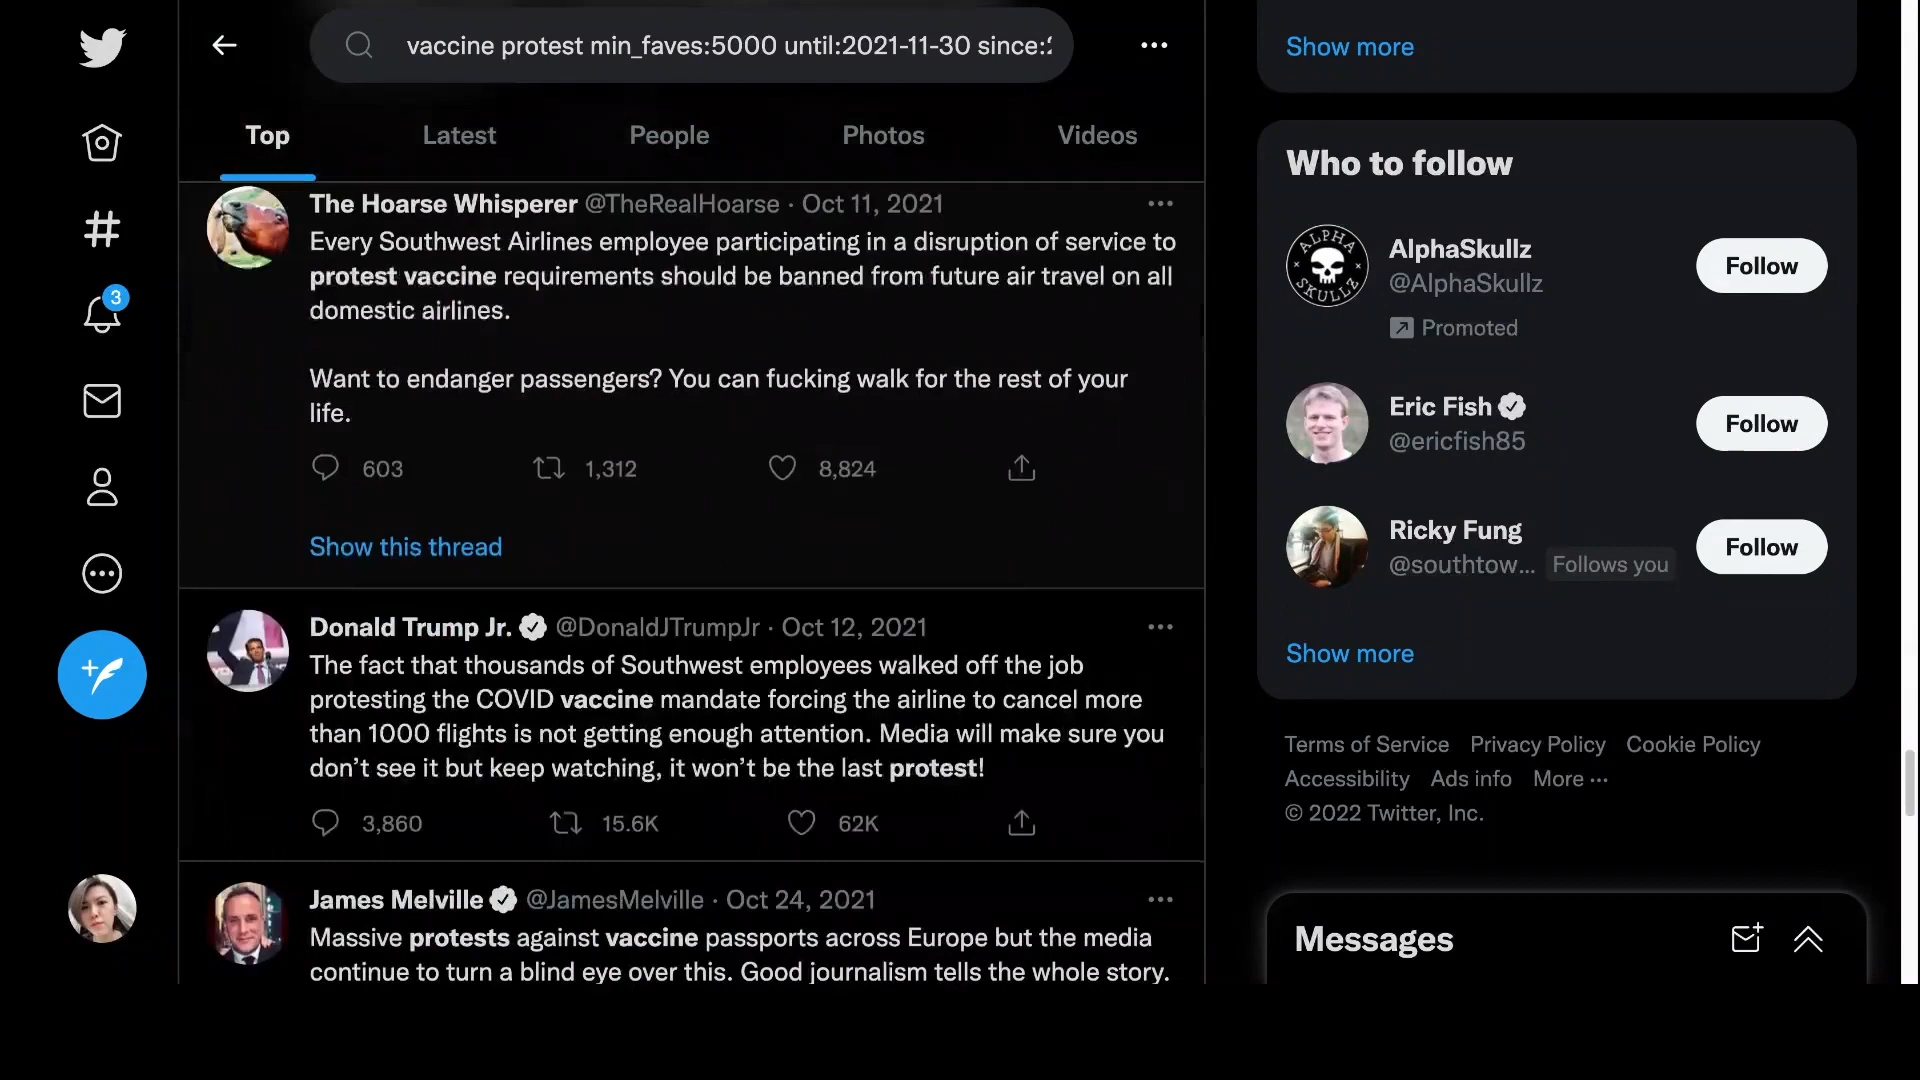 vaccine protest min_faves:5000 until:2021-11-30 since:
Show more
Top
Latest
People
Photos
Videos
The Hoarse Whisperer @TheRealHoarse · Oct 11, 2021
Every Southwest Airlines employee participating in a disruption of service to
protest vaccine requirements should be banned from future air travel on all
domestic airlines.
Want to endanger passengers? You can fucking walk for the rest of your
life.
603
1,312
8,824
Show this thread
Donald Trump Jr. @DonaldJTrumpJr · Oct 12, 2021
The fact that thousands of Southwest employees walked off the job
protesting the COVID vaccine mandate forcing the airline to cancel more
than 1000 flights is not getting enough attention. Media will make sure you
don’t see it but keep watching, it won’t be the last protest!
3,860
15.6K
62K
James Melville @JamesMelville · Oct 24, 2021
Massive protests against vaccine passports across Europe but the media
continue to turn a blind eye over this. Good journalism tells the whole story.
3
Who to follow
ALPHA
SKULLZ
AlphaSkullz
@AlphaSkullz
Promoted
Follow
Eric Fish
@ericfish85
Follow
Ricky Fung
@southtow... Follows you
Follow
Show more
Terms of Service Privacy Policy Cookie Policy
Accessibility Ads info More ···
© 2022 Twitter, Inc.
Messages